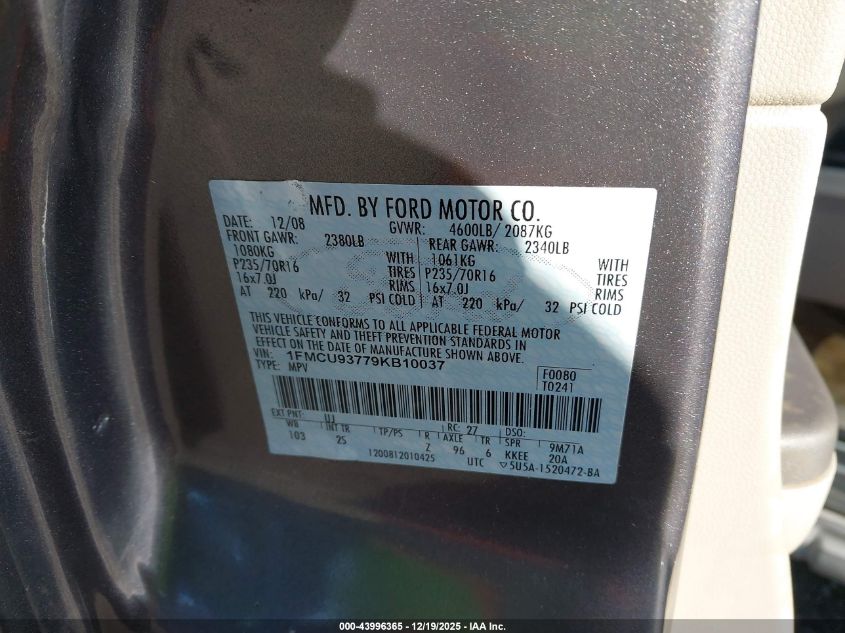 MFD. BY FORD MOTOR CO.
DATE: 12/08 GVWR: 4600LB/ 2087KG
FRONT GAWR: 2380LB REAR GAWR: 2340LB
1080KG WITH 1061KG WITH
P235/70R16 TIRES P235/70R16 TIRES
16x7.0J RIMS 16x7.0J RIMS
AT 220 kPa/ 32 PSI COLD AT 220 kPa/ 32 PSI COLD
THIS VEHICLE CONFORMS TO ALL APPLICABLE FEDERAL MOTOR
VEHICLE SAFETY AND THEFT PREVENTION STANDARDS IN
EFFECT ON THE DATE OF MANUFACTURE SHOWN ABOVE.
VIN: 1FMCU93779KB10037 F0080
TYPE: MPV T0241
EXT PNT: UJ RC: 27 DSO:
WB INT TR TP/PS R AXLE TR SPR 9M71A
103 2S Z 96 6 KKEE 20A
1200812010425 UTC ▽5U5A-1520472-BA
000-43996365 - 12/19/2025 - IAA Inc.